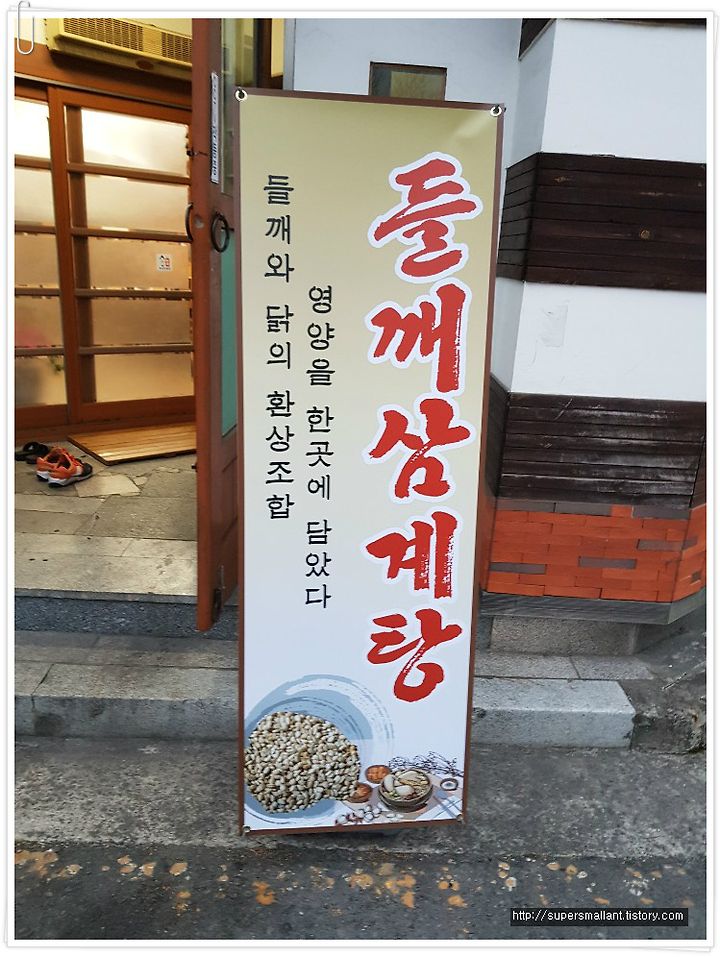 들깨삼계탕
들깨와 닭의 환상조합
영양을 한곳에 담았다
http://supersmallant.tistory.com